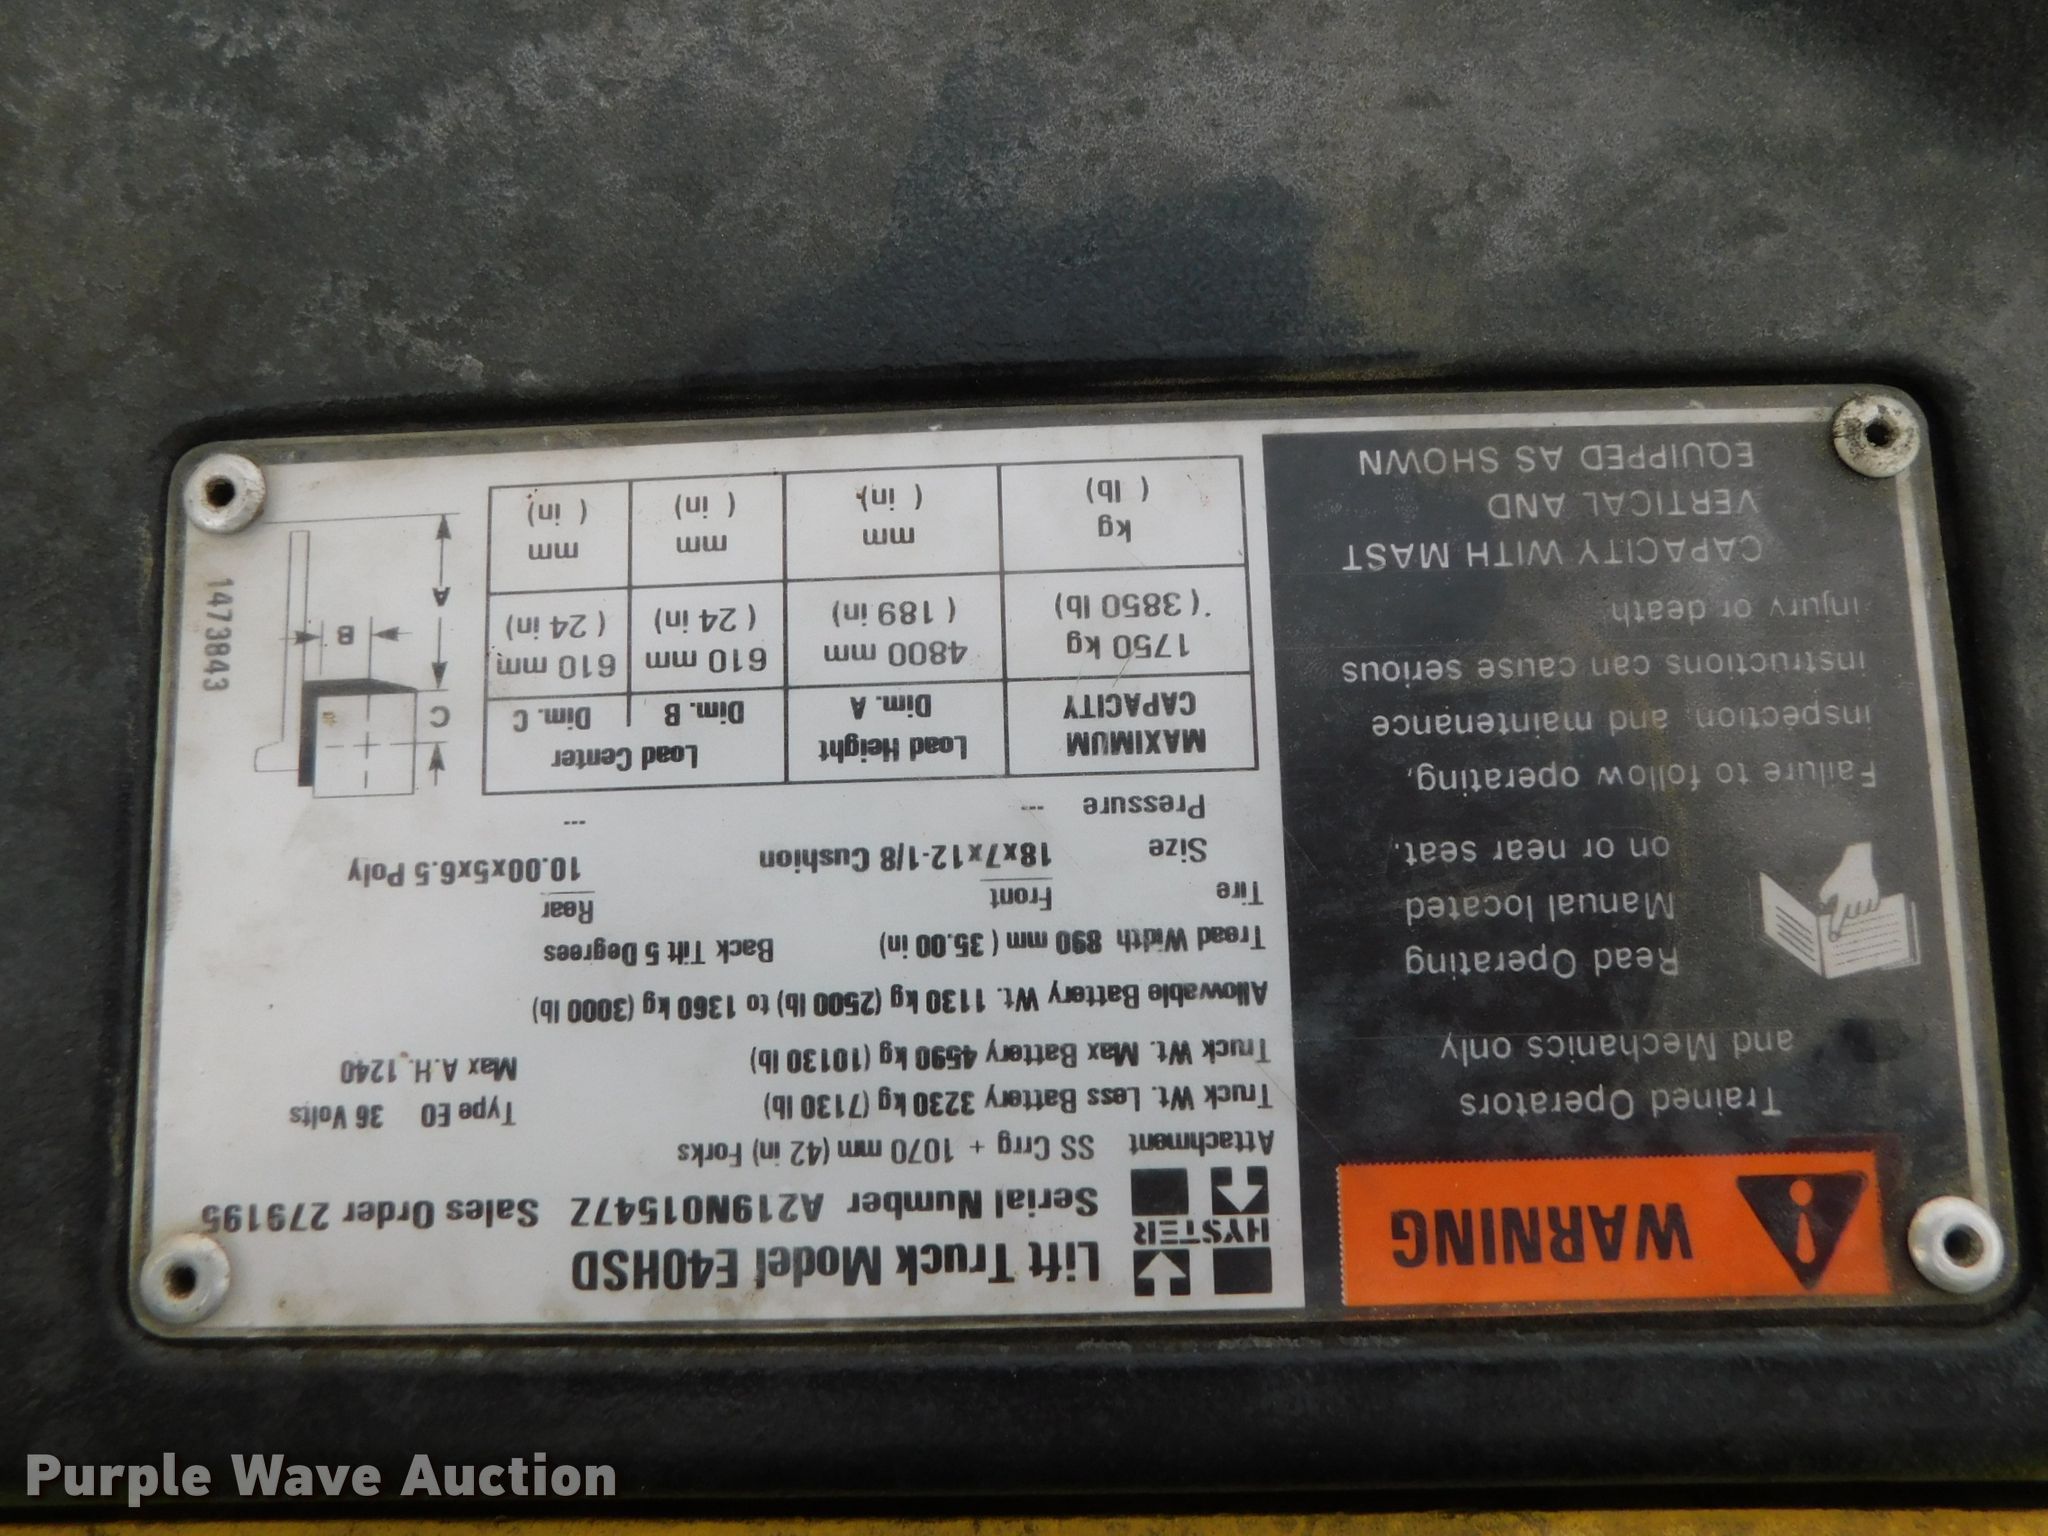 WARNING
Trained Operators
and Mechanics only
Read Operating
Manual located
on or near seat.
Failure to follow operating,
inspection, and maintenance
instructions can cause serious
injury or death
CAPACITY WITH MAST
VERTICAL AND
EQUIPPED AS SHOWN
HYSTER
Lift Truck Model E40HSD
Serial Number A219N01547Z Sales Order 279195
Attachment SS Crrg + 1070 mm (42 in) Forks
Truck Wt. Less Battery 3230 kg (7130 lb) Type EO 36 Volts
Truck Wt. Max Battery 4590 kg (10130 lb) Max A.H. 1240
Allowable Battery Wt. 1130 kg (2500 lb) to 1360 kg (3000 lb)
Tread Width 890 mm ( 35.00 in) Back Tilt 5 Degrees
Tire Front Rear
Size 18x7x12-1/8 Cushion 10.00x5x6.5 Poly
Pressure --- ---
MAXIMUM Load Height Load Center
CAPACITY Dim. A Dim. B Dim. C
1750 kg 4800 mm 610 mm 610 mm
( 3850 lb) ( 189 in) ( 24 in) ( 24 in)
kg mm mm mm
( lb) ( in) ( in) ( in)
C
B
A
1473843
Purple Wave Auction